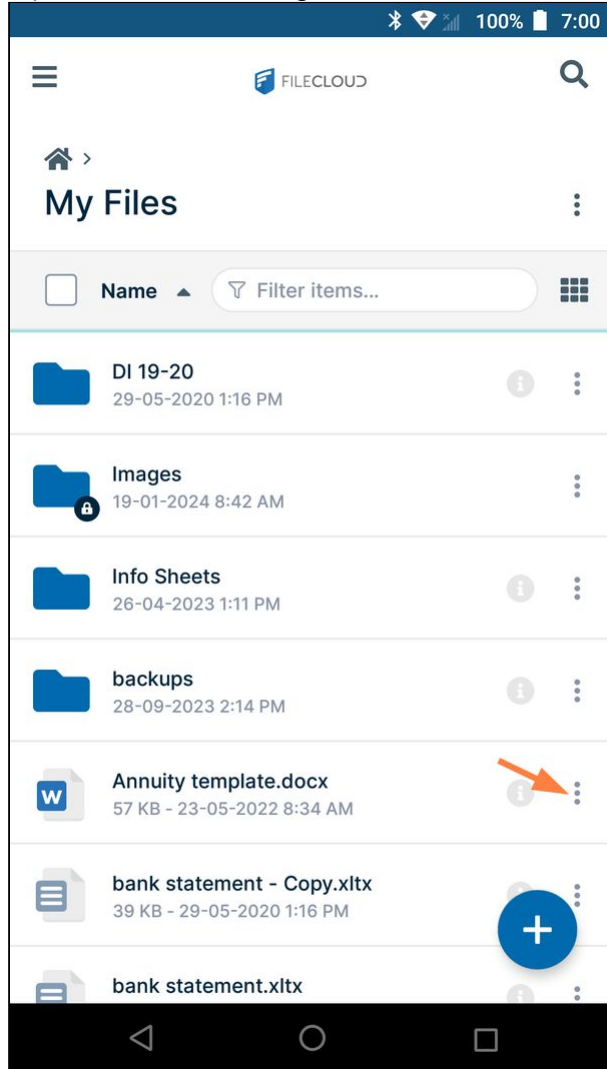 100% 7:00
FILECLOUD
My Files
Name Filter items...
DI 19-20
29-05-2020 1:16 PM
Images
19-01-2024 8:42 AM
Info Sheets
26-04-2023 1:11 PM
backups
28-09-2023 2:14 PM
W Annuity template.docx
57 KB - 23-05-2022 8:34 AM
bank statement - Copy.xltx
39 KB - 29-05-2020 1:16 PM
bank statement.xltx